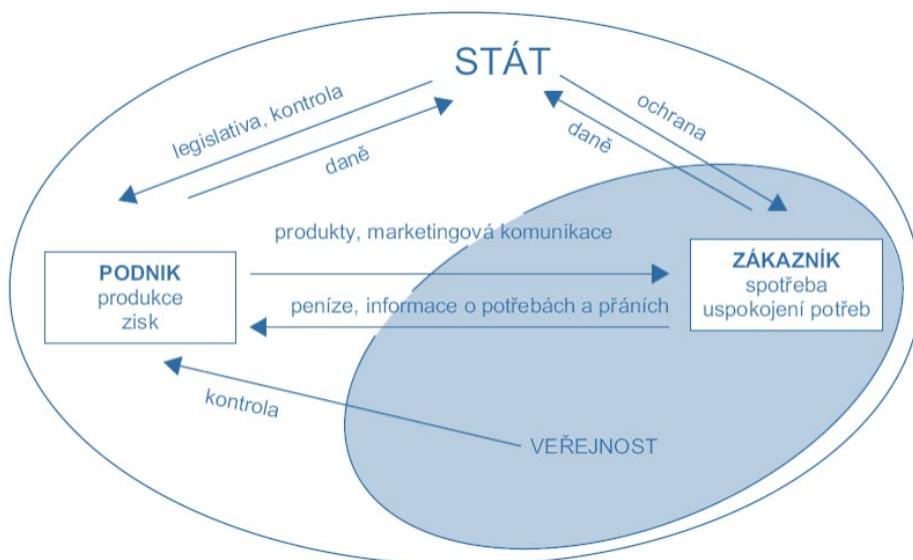 STÁT
legislativa, kontrola
daně
ochrana
daně
produkty, marketingová komunikace
PODNIK
produkce
zisk
ZÁKAZNÍK
spotřeba
uspokojení potřeb
peníze, informace o potřebách a přáních
kontrola
VEŘEJNOST